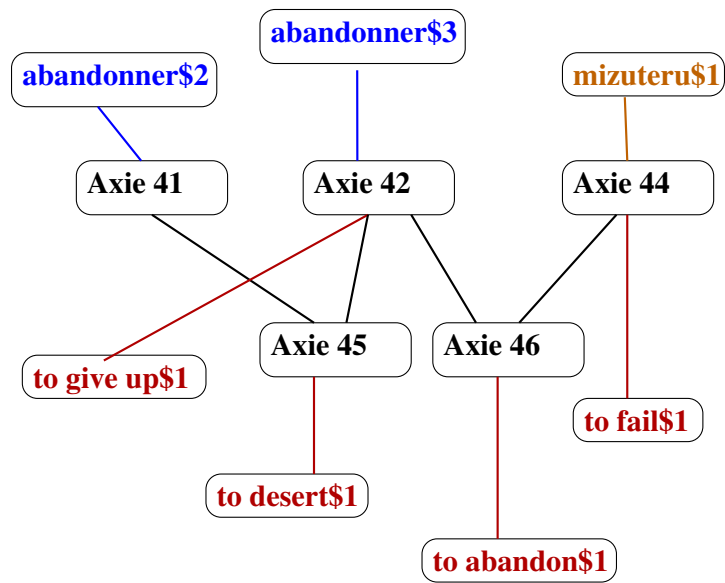 abandonner$3
abandonner$2
mizuteru$1
Axie 41
Axie 42
Axie 44
Axie 45
Axie 46
to give up$1
to fail$1
to desert$1
to abandon$1